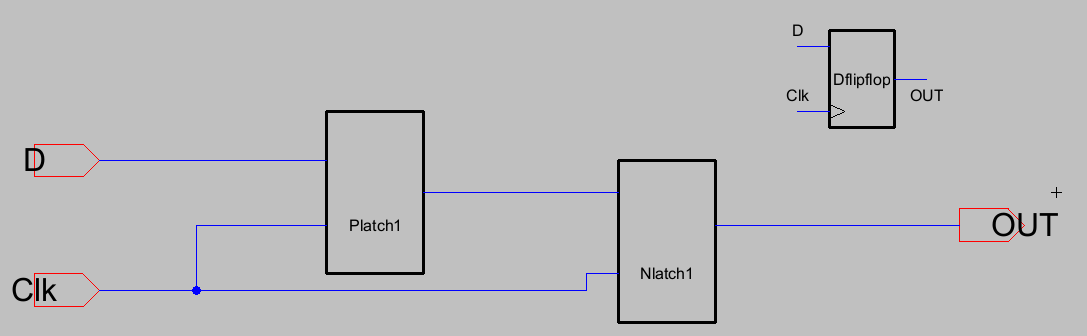 D
Dflipflop
Clk
OUT
D
Platch1
OUT
Nlatch1
Clk